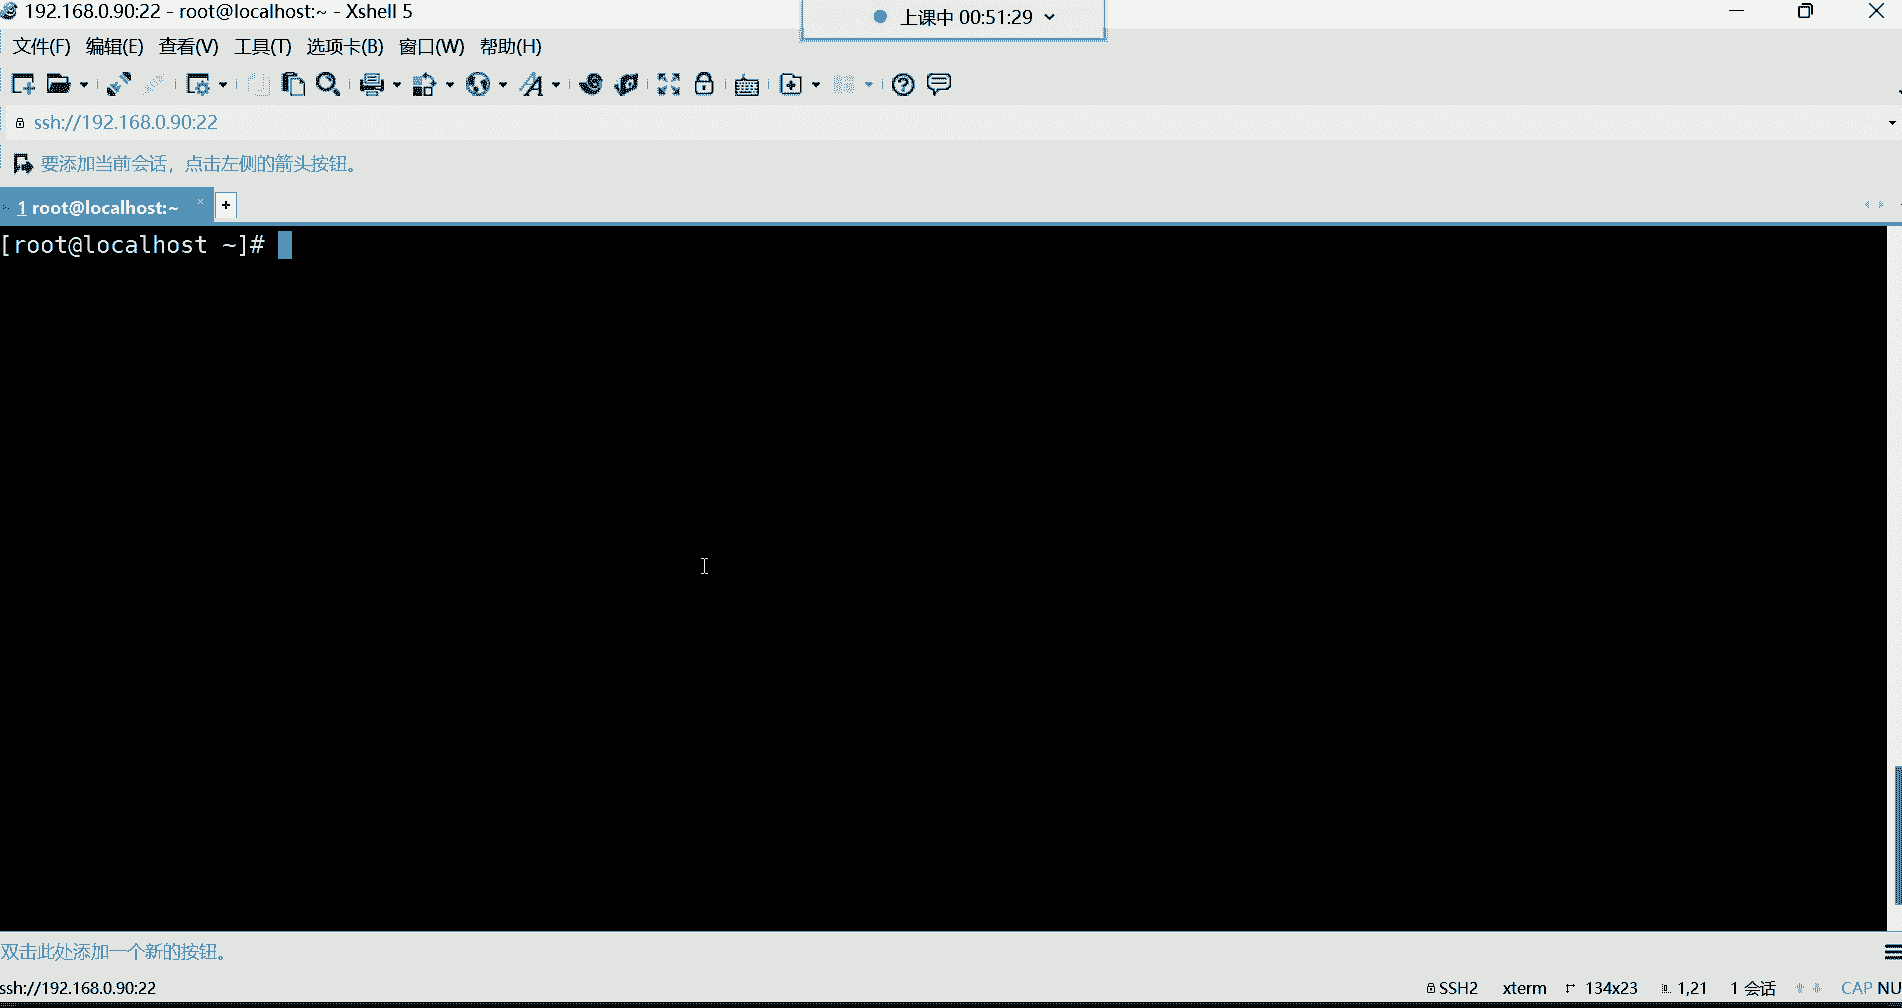 192.168.0.90:22 - root@localhost:~ - Xshell 5
上课中 00:51:29
文件(F) 编辑(E) 查看(V) 工具(T) 选项卡(B) 窗口(W) 帮助(H)
ssh://192.168.0.90:22
要添加当前会话，点击左侧的箭头按钮。
1 root@localhost:~ × +
[root@localhost ~]#
双击此处添加一个新的按钮。
ssh://192.168.0.90:22 SSH2 xterm 134x23 1,21 1 会话 CAP NU